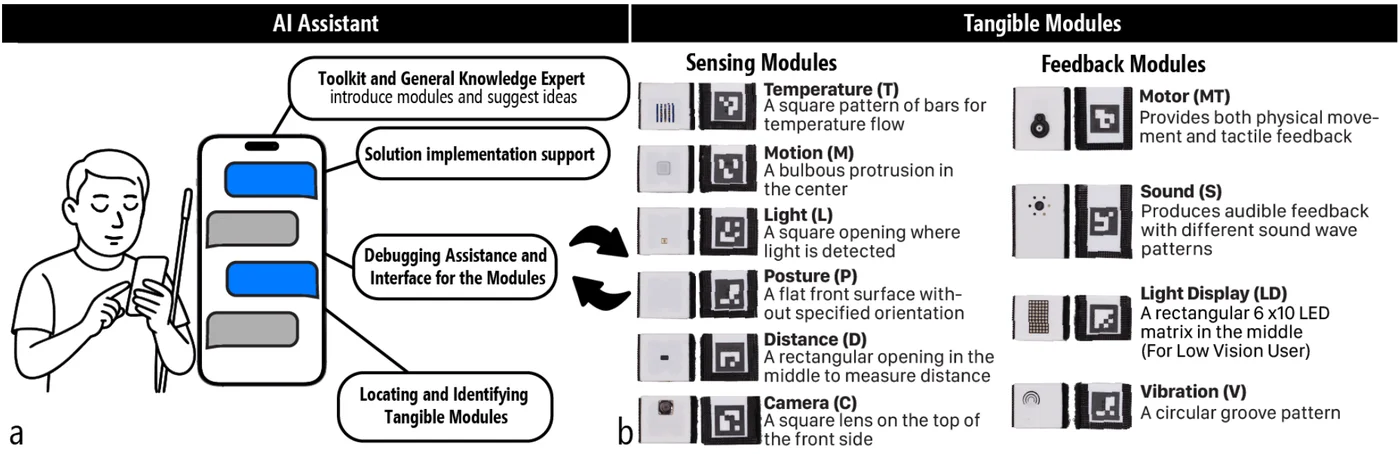 AI Assistant
Toolkit and General Knowledge Expert
introduce modules and suggest ideas
Solution implementation support
Debugging Assistance and
Interface for the Modules
Locating and Identifying
Tangible Modules
a
Tangible Modules
Sensing Modules
Temperature (T)
A square pattern of bars for
temperature flow
Motion (M)
A bulbous protrusion in
the center
Light (L)
A square opening where
light is detected
Posture (P)
A flat front surface with-
out specified orientation
Distance (D)
A rectangular opening in the
middle to measure distance
Camera (C)
A square lens on the top of
the front side
b
Feedback Modules
Motor (MT)
Provides both physical move-
ment and tactile feedback
Sound (S)
Produces audible feedback
with different sound wave
patterns
Light Display (LD)
A rectangular 6 x10 LED
matrix in the middle
(For Low Vision User)
Vibration (V)
A circular groove pattern